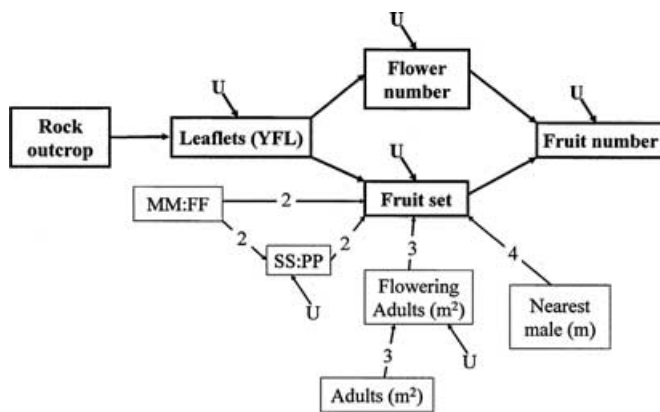 U
Flower
number
U
U
Rock
outcrop
Leaflets (YFL)
Fruit number
U
Fruit set
MM:FF
2
2
2
SS:PP
U
3
4
Flowering
Adults (m²)
Nearest
male (m)
3
U
Adults (m²)